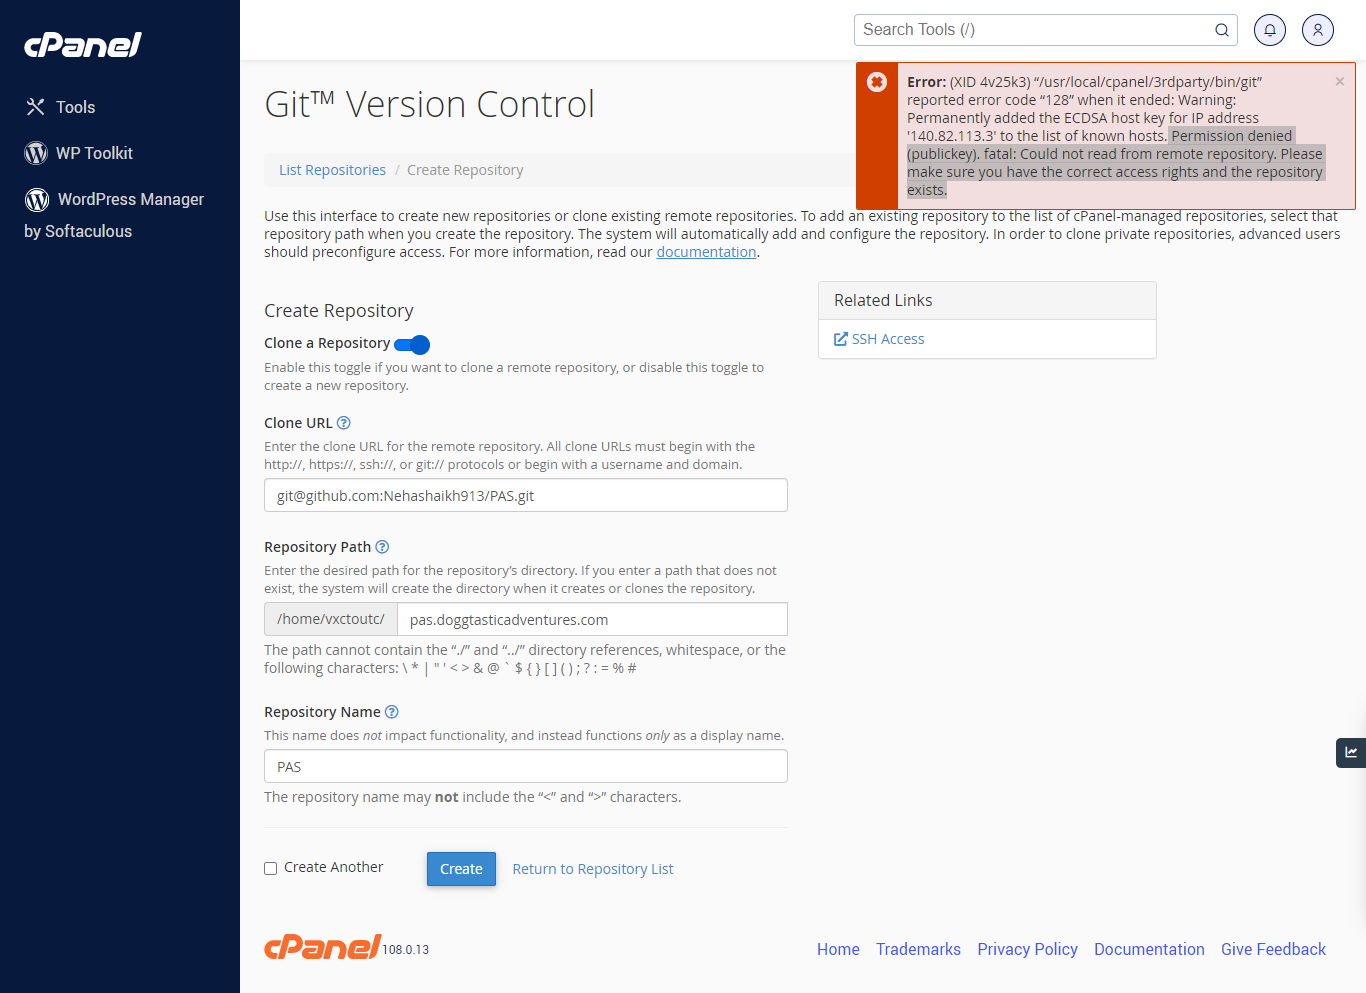 cPanel
Search Tools (/)
Tools
WP Toolkit
WordPress Manager
by Softaculous
Error: (XID 4v25k3) “/usr/local/cpanel/3rdparty/bin/git”
reported error code “128” when it ended: Warning:
Permanently added the ECDSA host key for IP address
'140.82.113.3' to the list of known hosts. Permission denied
(publickey). fatal: Could not read from remote repository. Please
make sure you have the correct access rights and the repository
exists.
×
Git™ Version Control
List Repositories / Create Repository
Use this interface to create new repositories or clone existing remote repositories. To add an existing repository to the list of cPanel-managed repositories, select that
repository path when you create the repository. The system will automatically add and configure the repository. In order to clone private repositories, advanced users
should preconfigure access. For more information, read our documentation.
Create Repository
Clone a Repository
Enable this toggle if you want to clone a remote repository, or disable this toggle to
create a new repository.
Related Links
SSH Access
Clone URL
Enter the clone URL for the remote repository. All clone URLs must begin with the
http://, https://, ssh://, or git:// protocols or begin with a username and domain.
git@github.com:Nehashaikh913/PAS.git
Repository Path
Enter the desired path for the repository’s directory. If you enter a path that does not
exist, the system will create the directory when it creates or clones the repository.
/home/vxctoutc/ pas.doggtasticadventures.com
The path cannot contain the “./” and “../” directory references, whitespace, or the
following characters: \ * | " ' < > & @ ` $ { } [ ] ( ) ; ? : = % #
Repository Name
This name does not impact functionality, and instead functions only as a display name.
PAS
The repository name may not include the “<” and “>” characters.
Create Another
Create
Return to Repository List
cPanel 108.0.13
Home Trademarks Privacy Policy Documentation Give Feedback